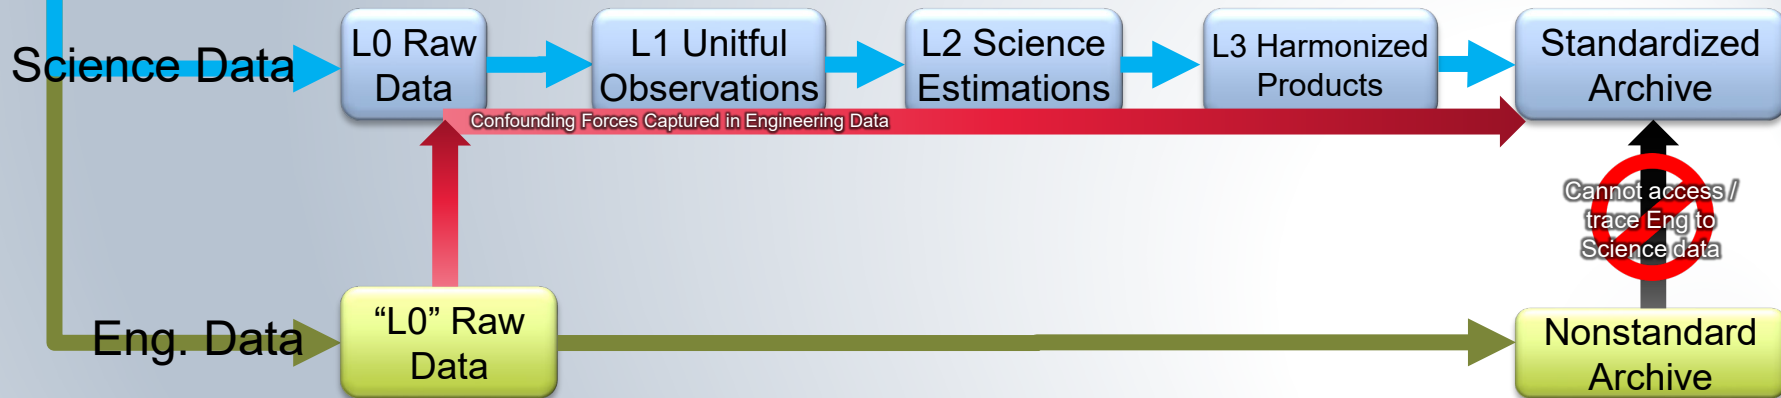 Science Data
L0 Raw
Data
L1 Unitful
Observations
L2 Science
Estimations
L3 Harmonized
Products
Standardized
Archive
Confounding Forces Captured in Engineering Data
Cannot access /
trace Eng to
Science data
Eng. Data
“L0” Raw
Data
Nonstandard
Archive